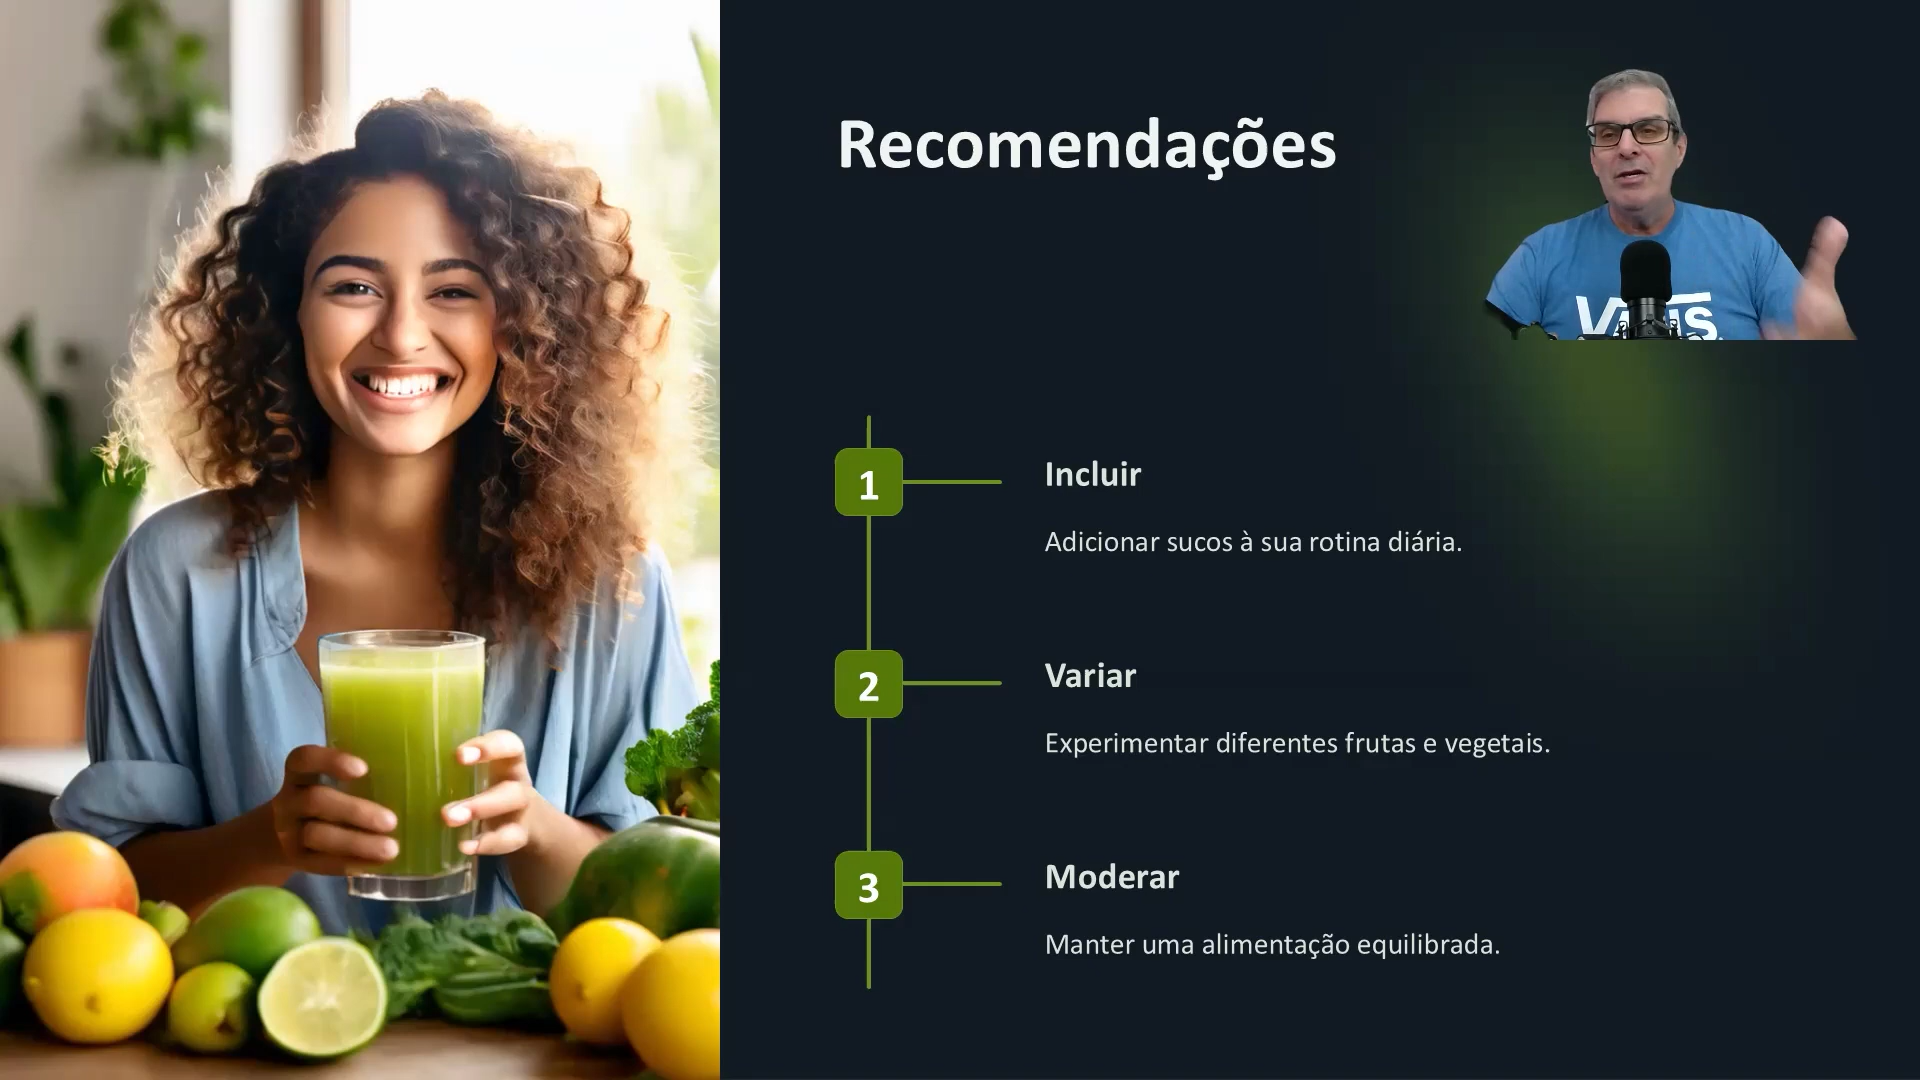 Recomendações
VANS
1
Incluir
Adicionar sucos à sua rotina diária.
2
Variar
Experimentar diferentes frutas e vegetais.
3
Moderar
Manter uma alimentação equilibrada.